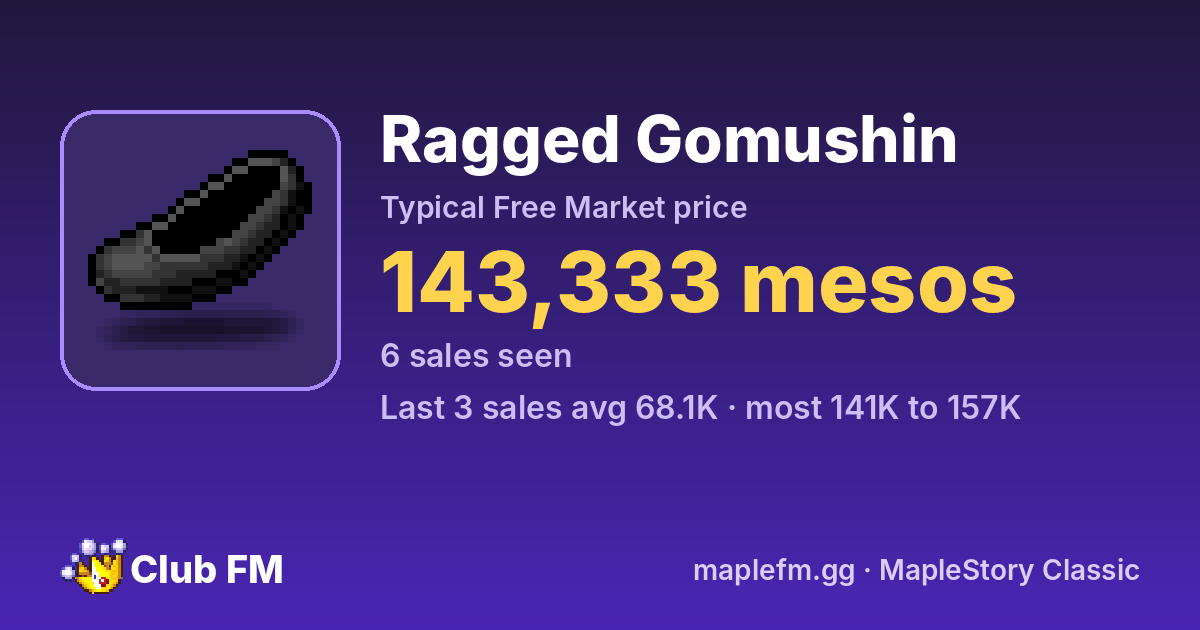 Ragged Gomushin
Typical Free Market price
143,333 mesos
6 sales seen
Last 3 sales avg 68.1K · most 141K to 157K
Club FM
maplefm.gg · MapleStory Classic